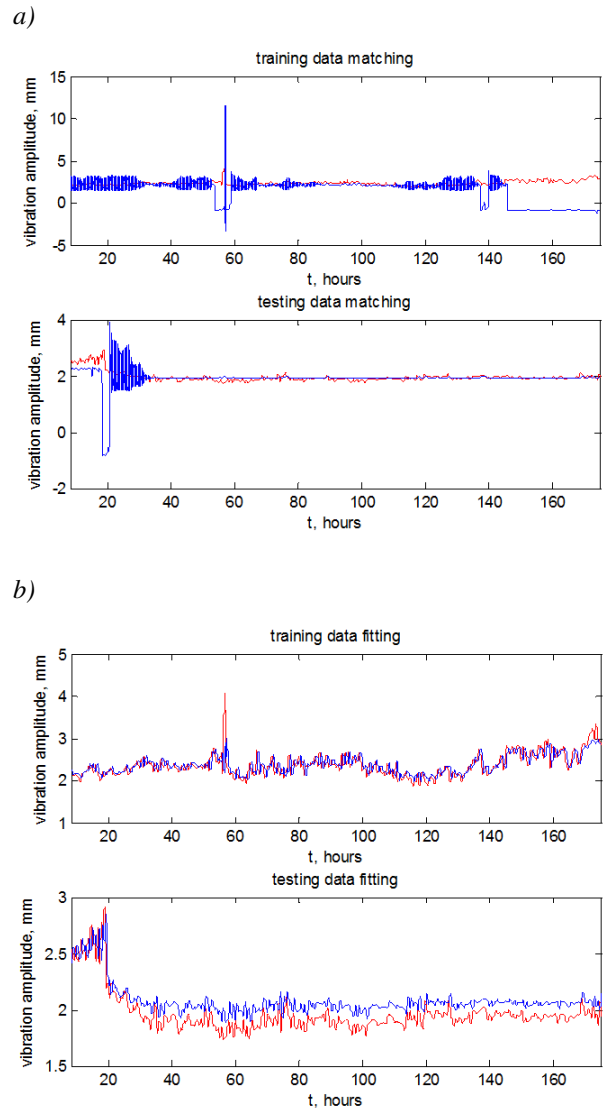 a)
training data matching
vibration amplitude, mm
15
10
5
0
-5
20 40 60 80 100 120 140 160
t, hours
testing data matching
vibration amplitude, mm
4
2
0
-2
20 40 60 80 100 120 140 160
t, hours
b)
training data fitting
vibration amplitude, mm
5
4
3
2
1
20 40 60 80 100 120 140 160
t, hours
testing data fitting
vibration amplitude, mm
3
2.5
2
1.5
20 40 60 80 100 120 140 160
t, hours